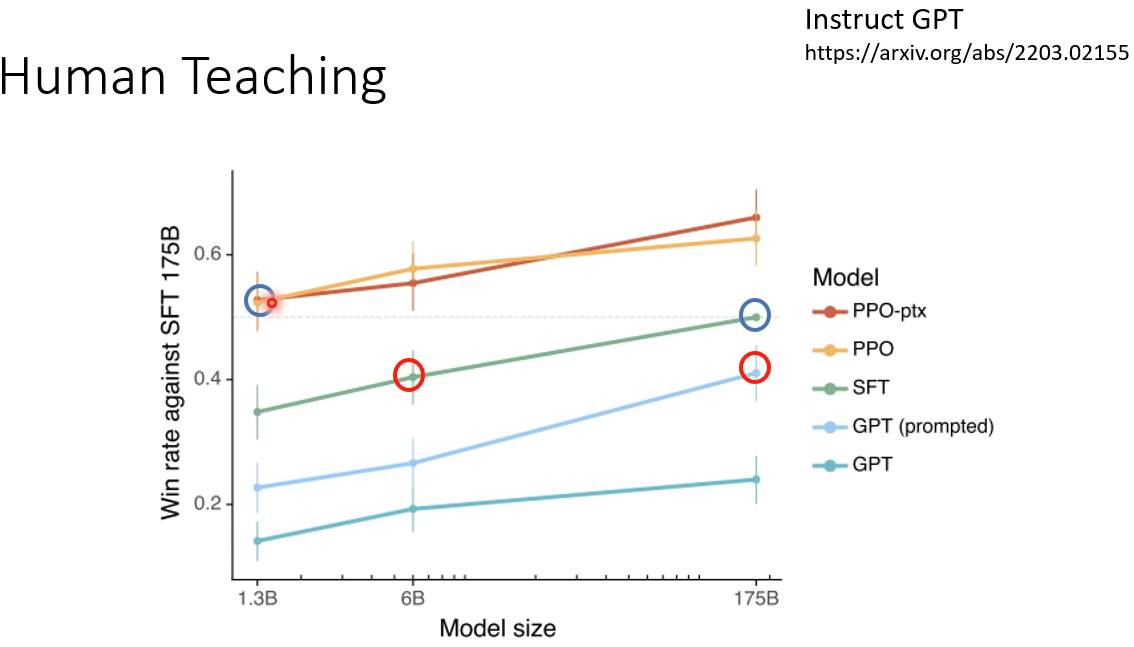 Instruct GPT
https://arxiv.org/abs/2203.02155
Human Teaching
Win rate against SFT 175B
0.6
0.4
0.2
1.3B
6B
175B
Model size
Model
PPO-ptx
PPO
SFT
GPT (prompted)
GPT